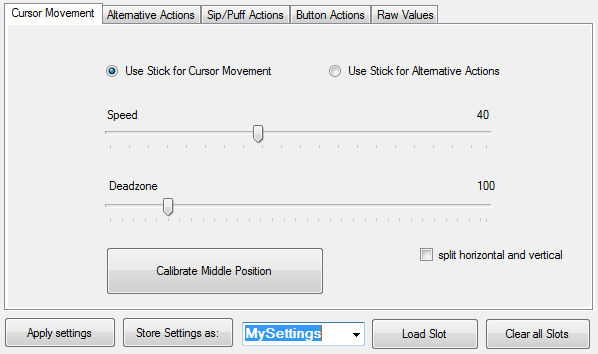 Cursor Movement Alternative Actions Sip/Puff Actions Button Actions Raw Values
Use Stick for Cursor Movement Use Stick for Alternative Actions
Speed 40
Deadzone 100
Calibrate Middle Position split horizontal and vertical
Apply settings Store Settings as: MySettings Load Slot Clear all Slots